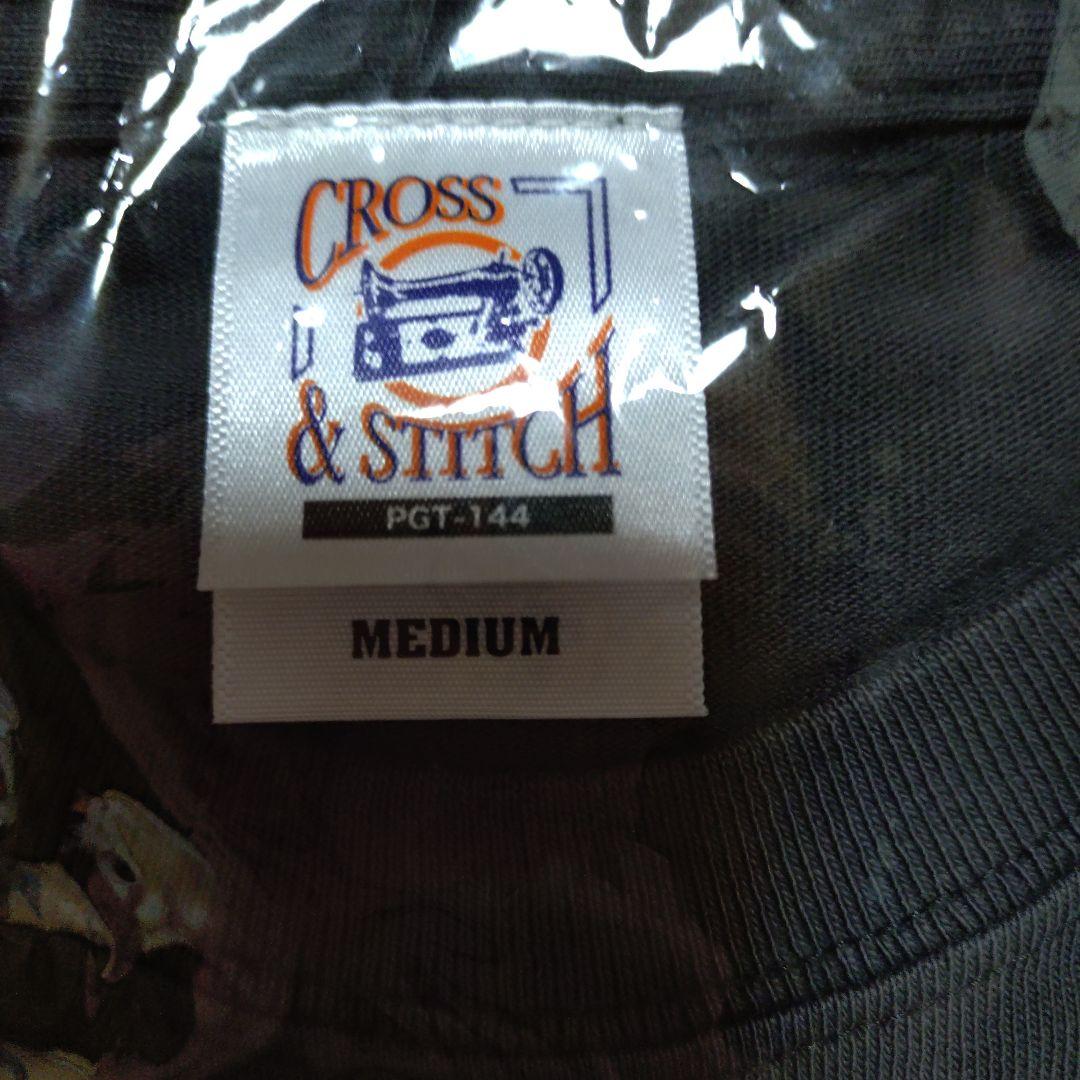 CROSS
& STITCH
PGT-144
MEDIUM